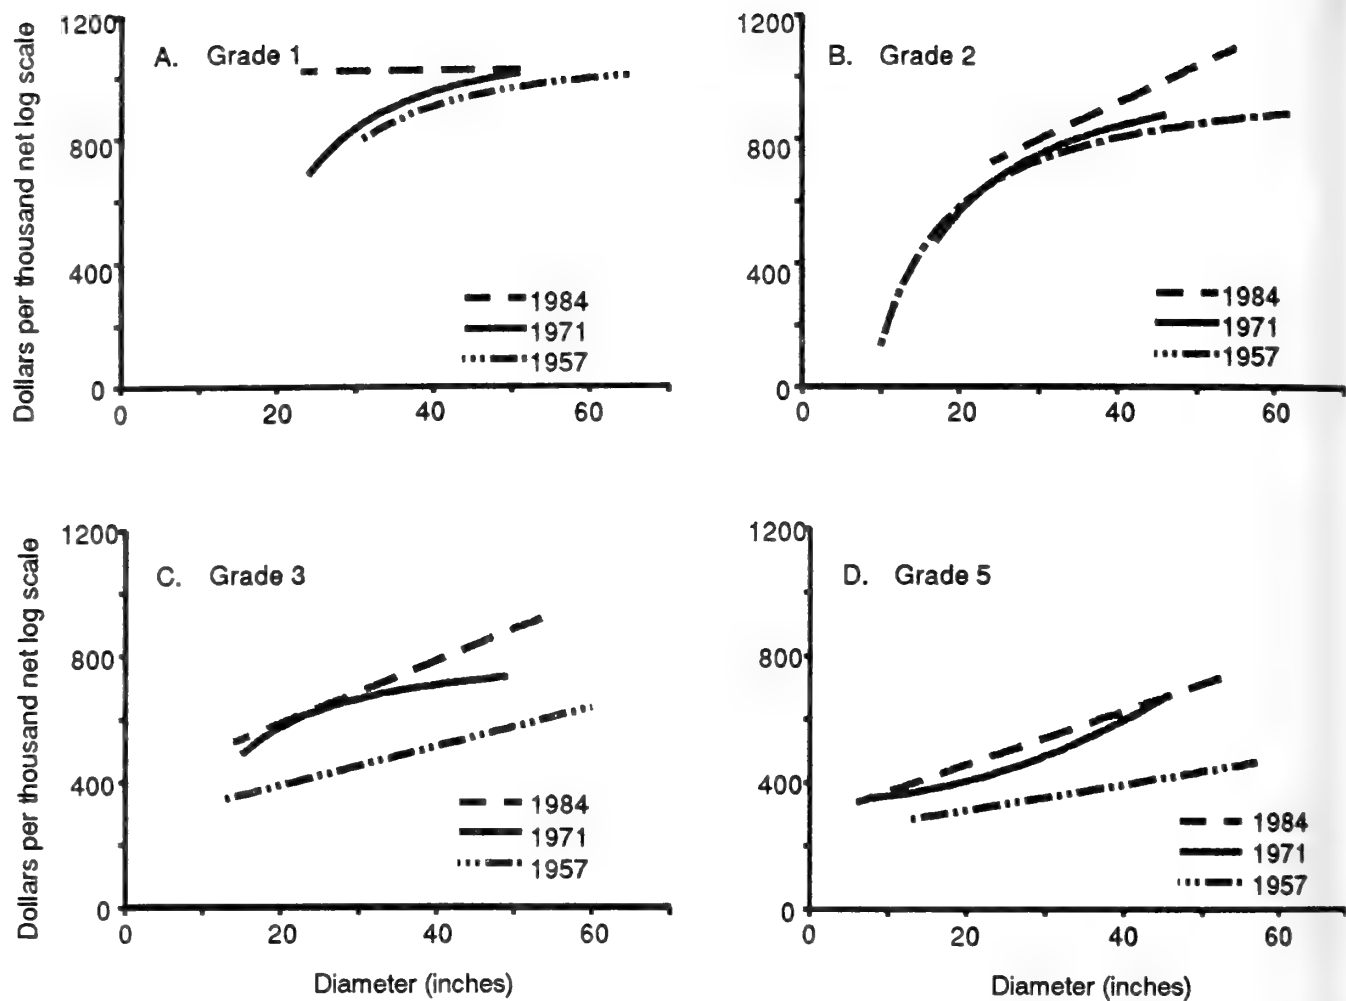 Dollars per thousand net log scale
1200
800
400
0
A. Grade 1
1984
1971
1957
0 20 40 60
1200
800
400
0
B. Grade 2
1984
1971
1957
0 20 40 60
Dollars per thousand net log scale
1200
800
400
0
C. Grade 3
1984
1971
1957
0 20 40 60
Diameter (inches)
1200
800
400
0
D. Grade 5
1984
1971
1957
0 20 40 60
Diameter (inches)